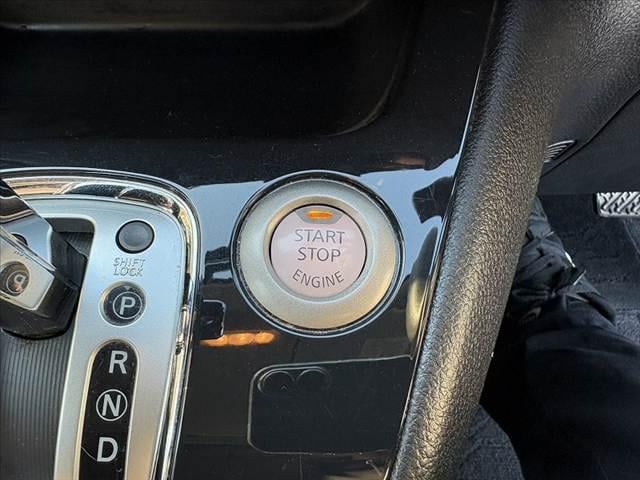 START
STOP
ENGINE
SHIFT
LOCK
P
R
N
D